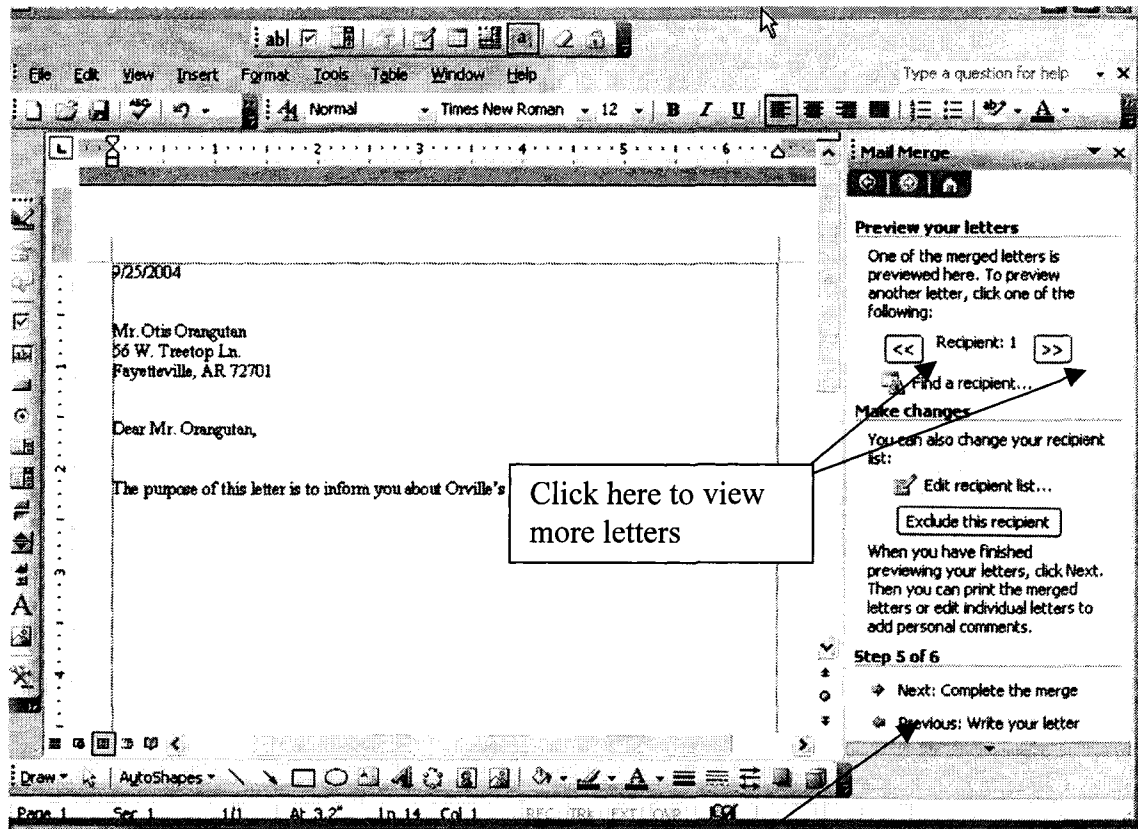 File Edit View Insert Format Tools Table Window Help Type a question for help
Normal Times New Roman 12 B I U
Mail Merge
Preview your letters
One of the merged letters is
previewed here. To preview
another letter, click one of the
following:
<< Recipient: 1 >>
Find a recipient...
Make changes
You can also change your recipient
list:
Edit recipient list...
Exclude this recipient
When you have finished
previewing your letters, click Next.
Then you can print the merged
letters or edit individual letters to
add personal comments.
Step 5 of 6
Next: Complete the merge
Previous: Write your letter
9/25/2004
Mr. Otis Orangutan
56 W. Treetop Ln.
Fayetteville, AR 72701
Dear Mr. Orangutan,
The purpose of this letter is to inform you about Orville's
Click here to view
more letters
Draw AutoShapes
Page 1 Sec 1 1/1 At 3.2" Ln 14 Col 1 REC TRK EXT OVR